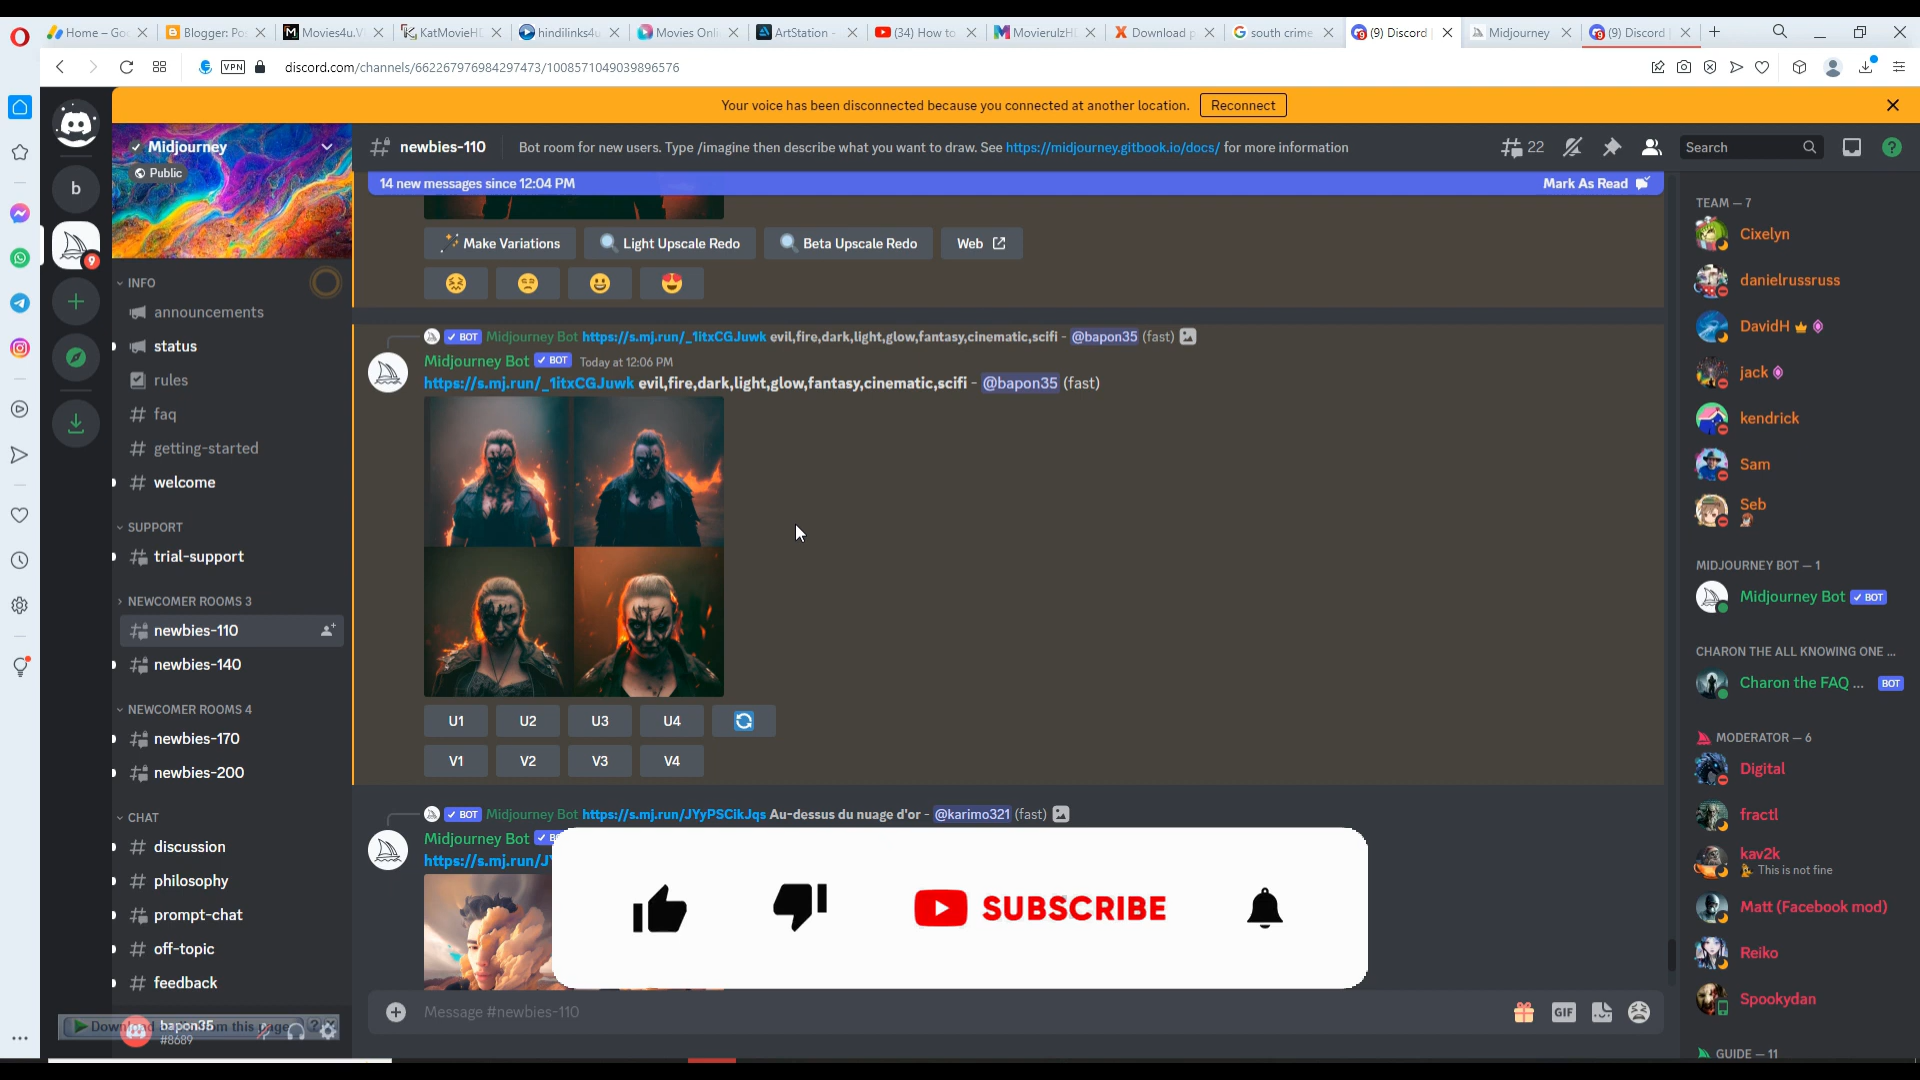 Home – Goo
Blogger: Pos
Movies4u.V
KatMovieHD
hindilinks4u
Movies Onli
ArtStation -
(34) How to
MovierulzHD
Download p
south crime
(9) Discord
Midjourney
(9) Discord
VPN
discord.com/channels/662267976984297473/1008571049039896576
Your voice has been disconnected because you connected at another location.
Reconnect
Midjourney
Public
b
9
INFO
announcements
status
rules
faq
getting-started
welcome
SUPPORT
trial-support
NEWCOMER ROOMS 3
newbies-110
newbies-140
NEWCOMER ROOMS 4
newbies-170
newbies-200
CHAT
discussion
philosophy
prompt-chat
off-topic
feedback
bapon35
#8689
newbies-110
Bot room for new users. Type /imagine then describe what you want to draw. See https://midjourney.gitbook.io/docs/ for more information
22
Search
14 new messages since 12:04 PM
Mark As Read
Make Variations
Light Upscale Redo
Beta Upscale Redo
Web
BOT Midjourney Bot https://s.mj.run/_1itxCGJuwk evil,fire,dark,light,glow,fantasy,cinematic,scifi - @bapon35 (fast)
Midjourney Bot BOT Today at 12:06 PM
https://s.mj.run/_1itxCGJuwk evil,fire,dark,light,glow,fantasy,cinematic,scifi - @bapon35 (fast)
U1 U2 U3 U4
V1 V2 V3 V4
BOT Midjourney Bot https://s.mj.run/JYyPSCikJqs Au-dessus du nuage d'or - @karimo321 (fast)
Midjourney Bot
https://s.mj.run/JY
SUBSCRIBE
Message #newbies-110
GIF
TEAM — 7
Cixelyn
danielrussruss
DavidH
jack
kendrick
Sam
Seb
MIDJOURNEY BOT — 1
Midjourney Bot BOT
CHARON THE ALL KNOWING ONE ...
Charon the FAQ ... BOT
MODERATOR — 6
Digital
fractl
kav2k
This is not fine
Matt (Facebook mod)
Reiko
Spookydan
GUIDE — 11